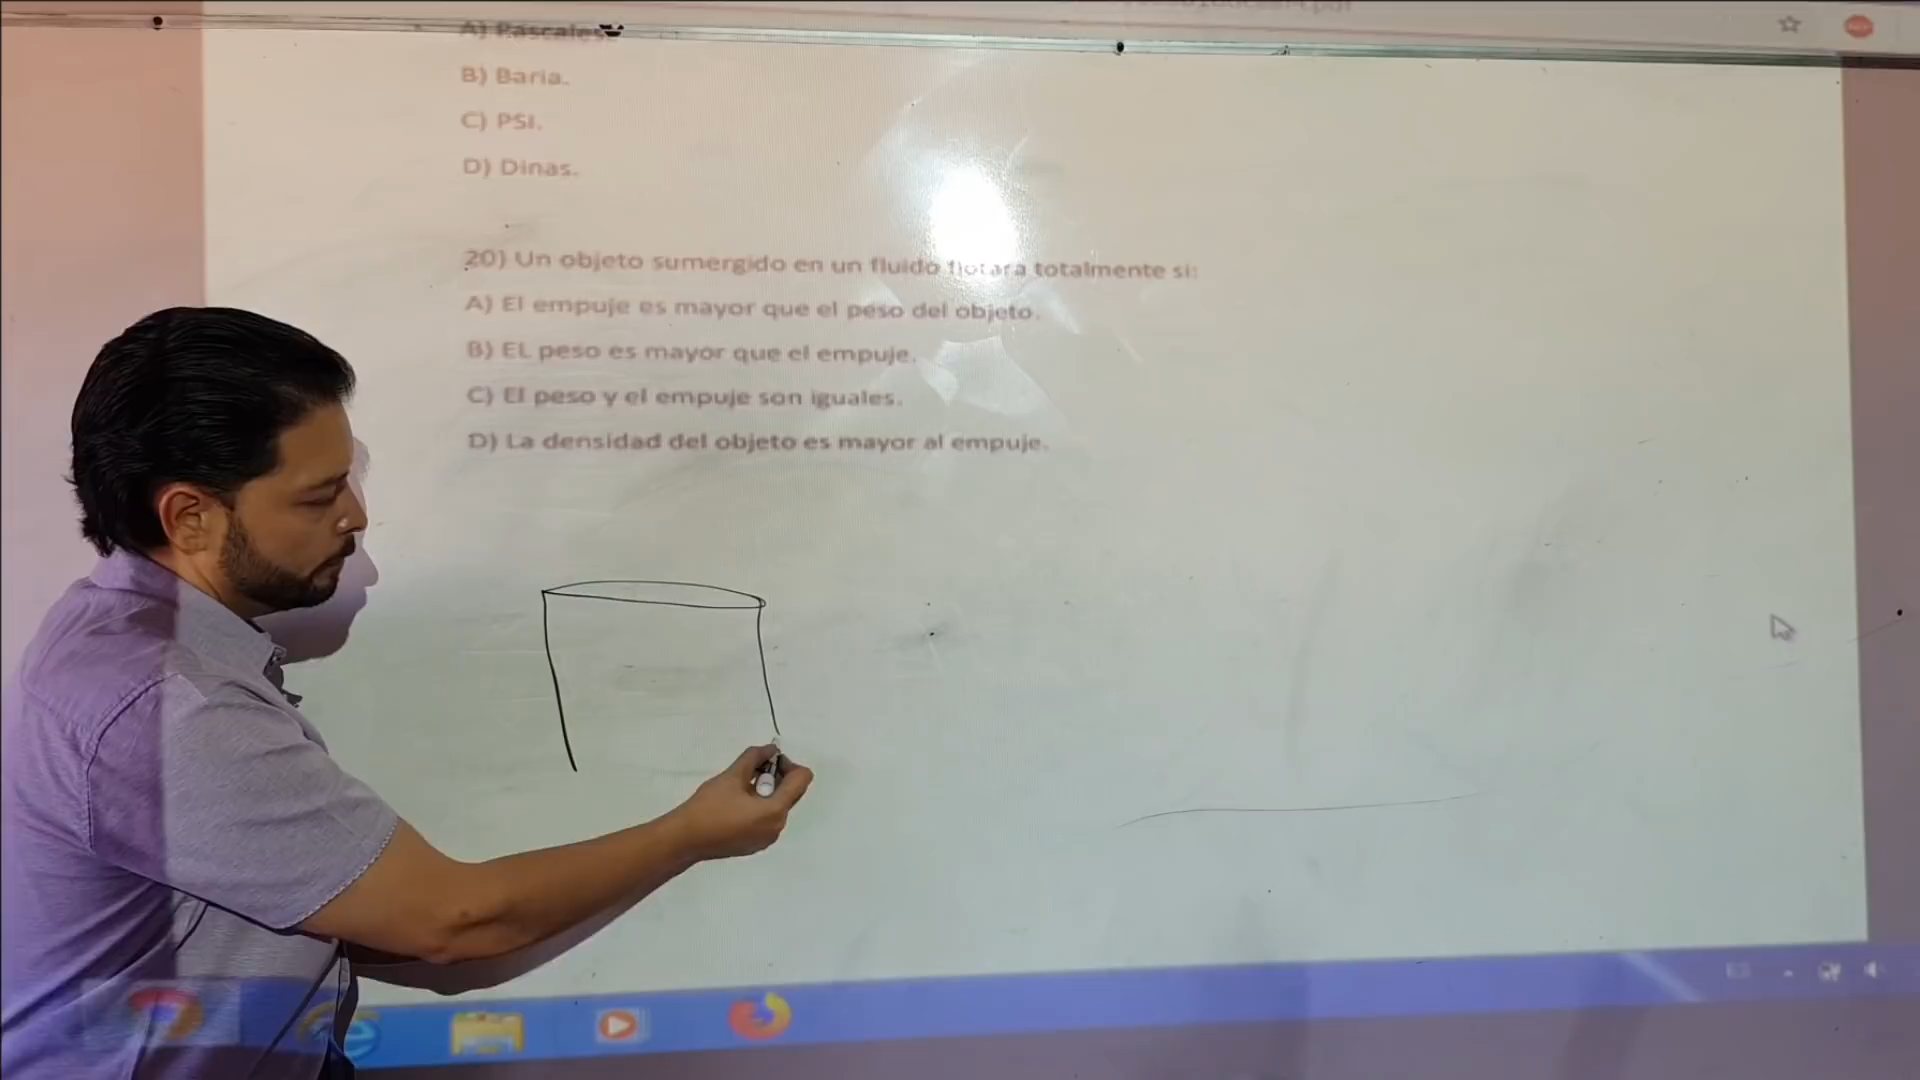 A) Pascales.
B) Baria.
C) PSI.
D) Dinas.
20) Un objeto sumergido en un fluido flotara totalmente si:
A) El empuje es mayor que el peso del objeto.
B) EL peso es mayor que el empuje.
C) El peso y el empuje son iguales.
D) La densidad del objeto es mayor al empuje.